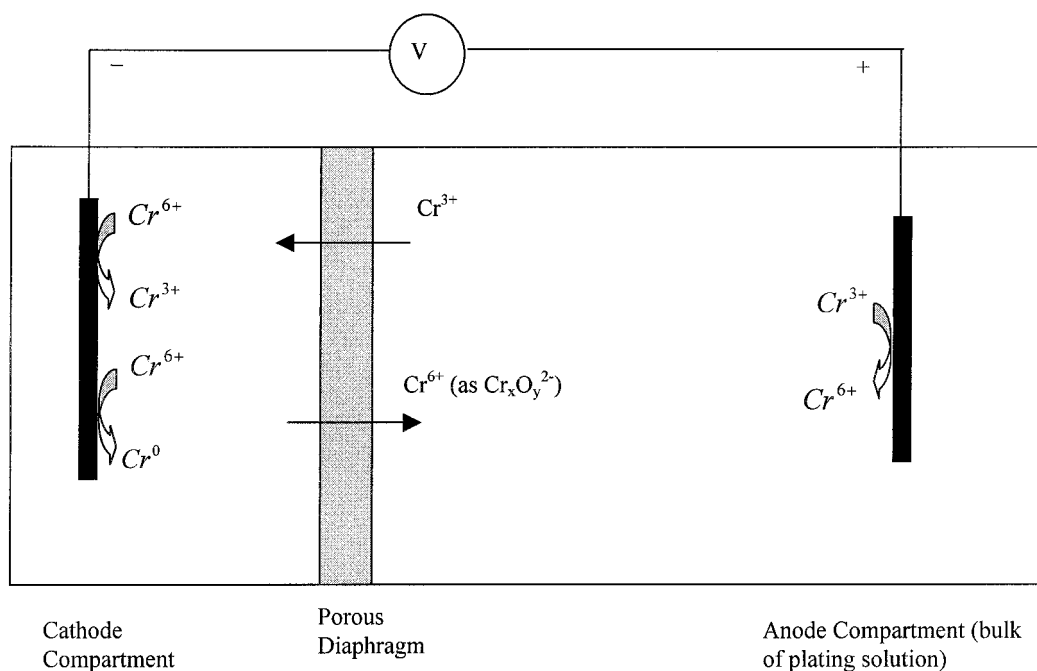 V
− +
Cr⁶⁺
Cr³⁺
Cr³⁺
Cr³⁺
Cr⁶⁺
Cr⁶⁺ (as CrₓOᵧ²⁻)
Cr⁶⁺
Cr⁰
Cathode
Compartment
Porous
Diaphragm
Anode Compartment (bulk
of plating solution)